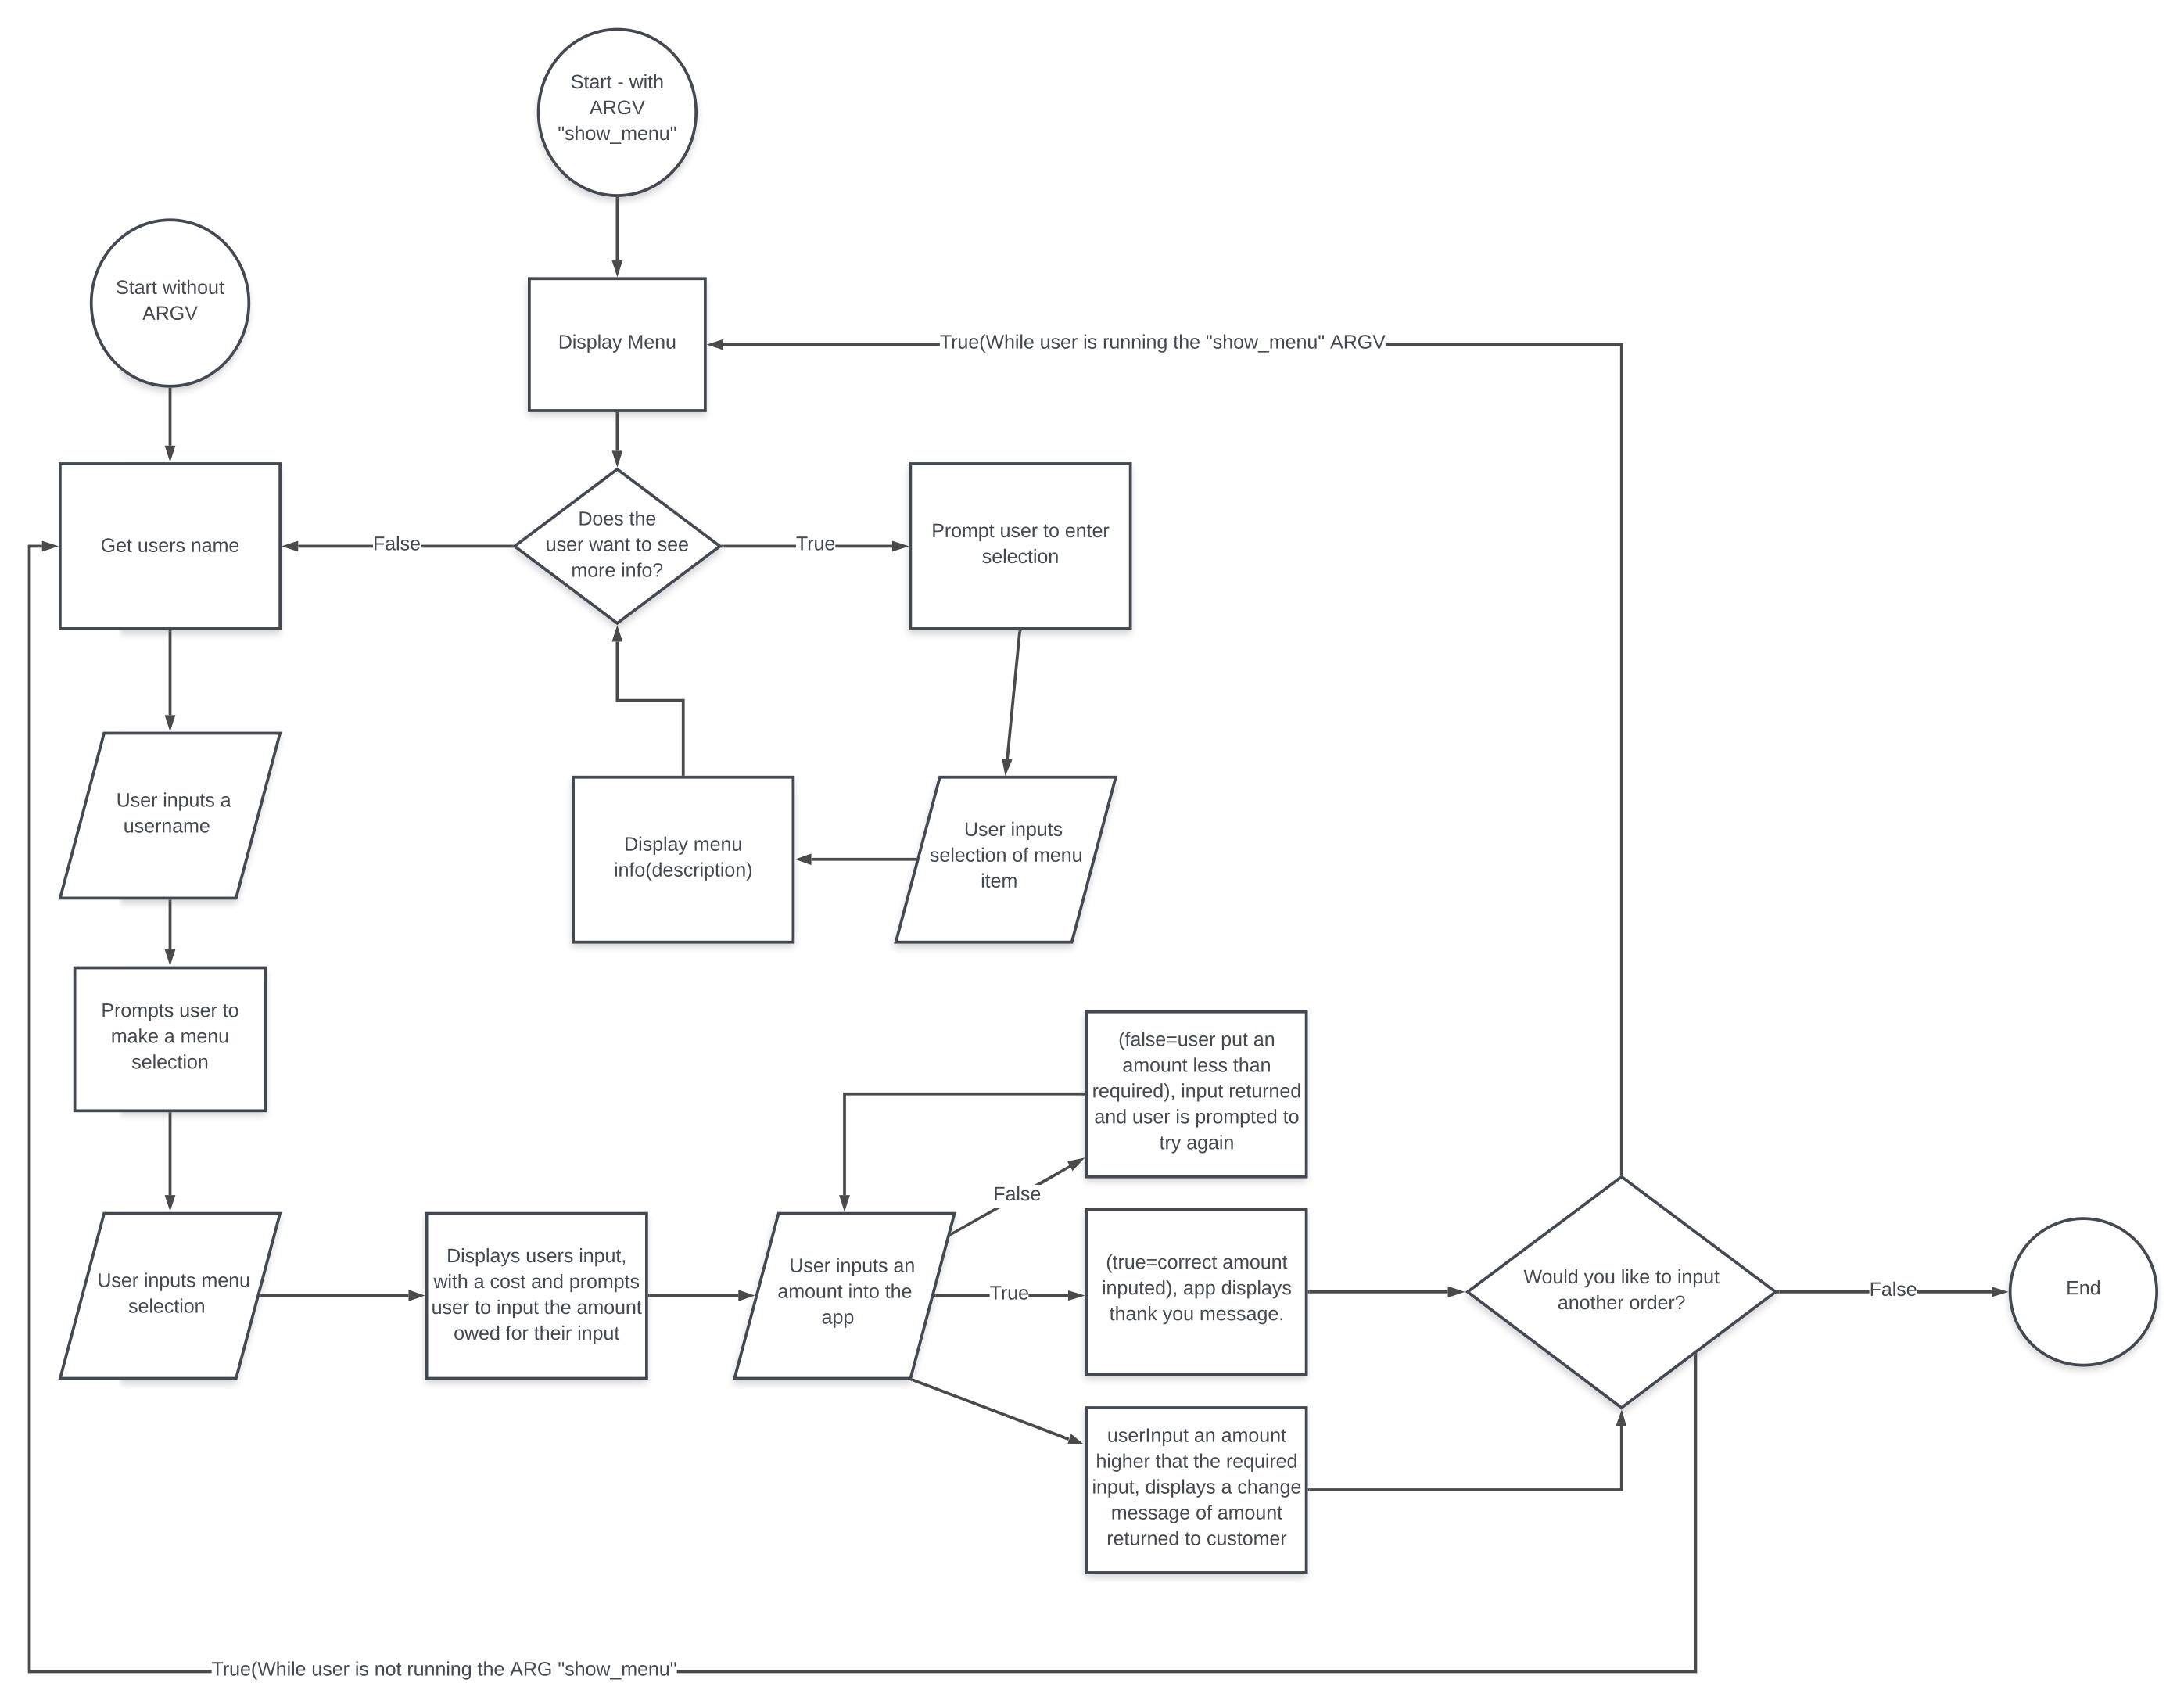 Start - with
ARGV
"show_menu"
Start without
ARGV
Display Menu
True(While user is running the "show_menu" ARGV
Get users name
False
Does the
user want to see
more info?
True
Prompt user to enter
selection
User inputs a
username
Display menu
info(description)
User inputs
selection of menu
item
Prompts user to
make a menu
selection
(false=user put an
amount less than
required), input returned
and user is prompted to
try again
False
User inputs menu
selection
Displays users input,
with a cost and prompts
user to input the amount
owed for their input
User inputs an
amount into the
app
True
(true=correct amount
inputed), app displays
thank you message.
Would you like to input
another order?
False
End
userInput an amount
higher that the required
input, displays a change
message of amount
returned to customer
True(While user is not running the ARG "show_menu"